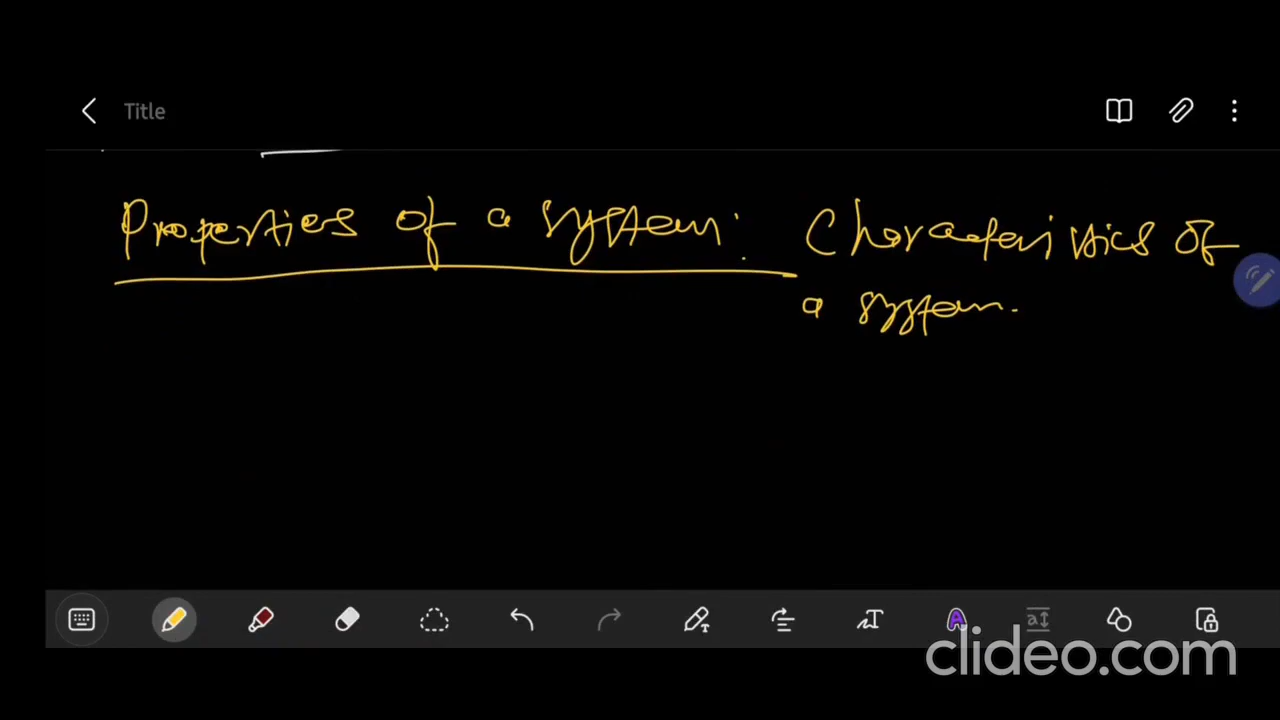 Title
Properties of a system: Characteristics of
a system.
clideo.com